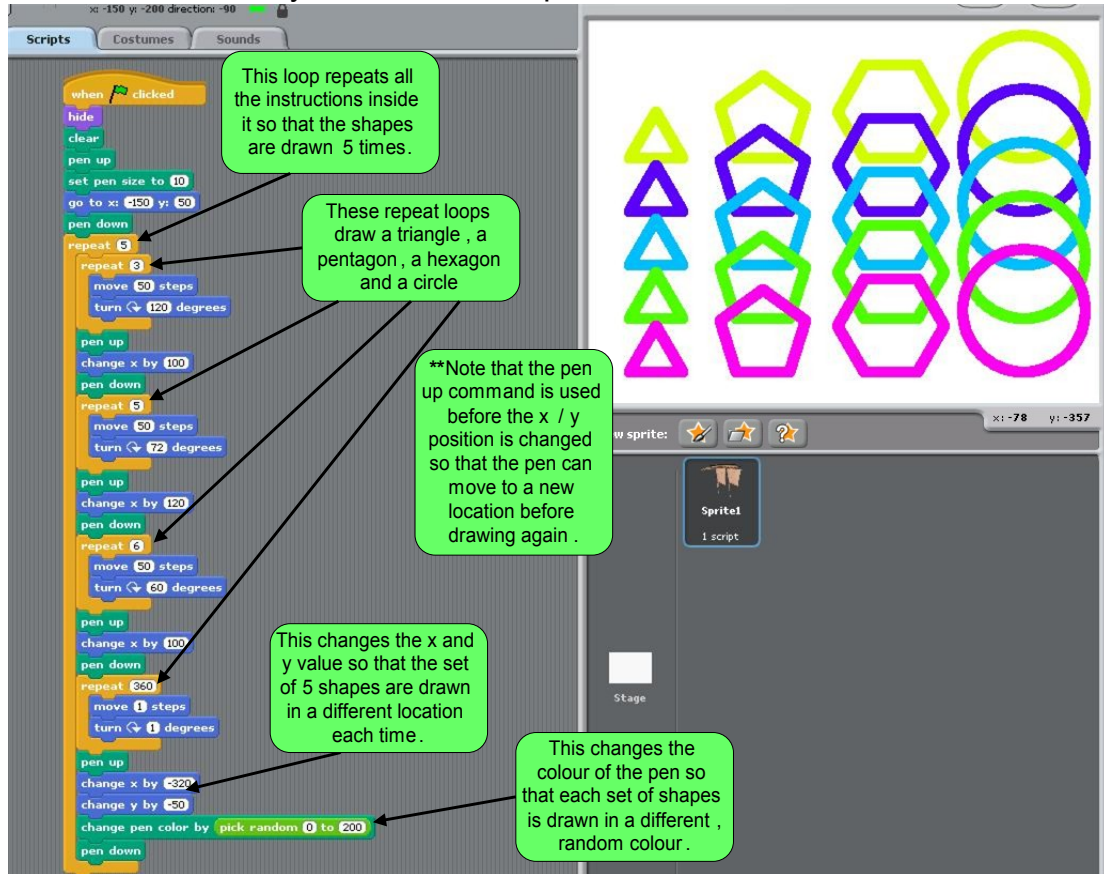 x: -150 y: -200 direction: -90
Scripts Costumes Sounds
when clicked
hide
clear
pen up
set pen size to 10
go to x: -150 y: 50
pen down
repeat 5
repeat 3
move 50 steps
turn 120 degrees
pen up
change x by 100
pen down
repeat 5
move 50 steps
turn 72 degrees
pen up
change x by 120
pen down
repeat 6
move 50 steps
turn 60 degrees
pen up
change x by 100
pen down
repeat 360
move 1 steps
turn 1 degrees
pen up
change x by -320
change y by -50
change pen color by pick random 0 to 200
pen down
This loop repeats all
the instructions inside
it so that the shapes
are drawn 5 times.
These repeat loops
draw a triangle , a
pentagon , a hexagon
and a circle
**Note that the pen
up command is used
before the x / y
position is changed
so that the pen can
move to a new
location before
drawing again .
This changes the x and
y value so that the set
of 5 shapes are drawn
in a different location
each time .
This changes the
colour of the pen so
that each set of shapes
is drawn in a different ,
random colour .
x: -78 y: -357
w sprite:
Sprite1
1 script
Stage